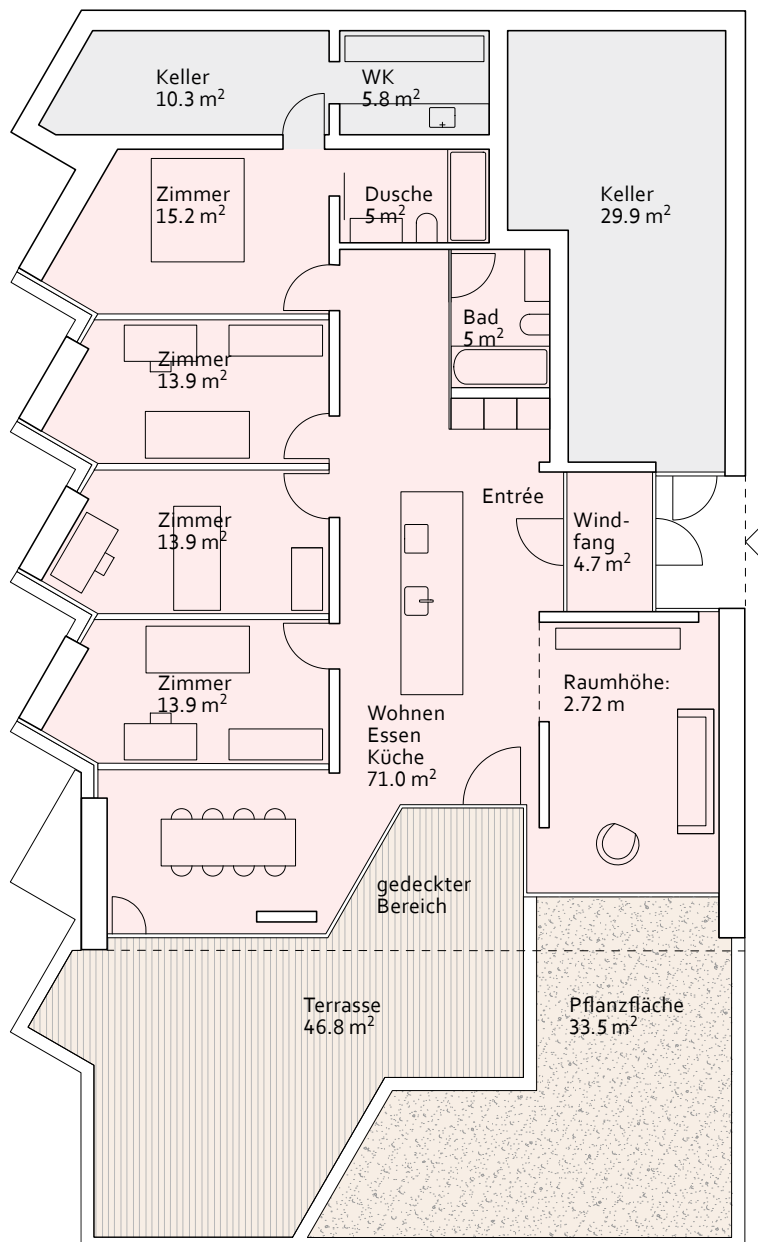 Keller
10.3 m²
WK
5.8 m²
Zimmer
15.2 m²
Dusche
5 m²
Keller
29.9 m²
Bad
5 m²
Zimmer
13.9 m²
Entrée
Zimmer
13.9 m²
Wind-
fang
4.7 m²
Zimmer
13.9 m²
Raumhöhe:
2.72 m
Wohnen
Essen
Küche
71.0 m²
gedeckter
Bereich
Terrasse
46.8 m²
Pflanzfläche
33.5 m²